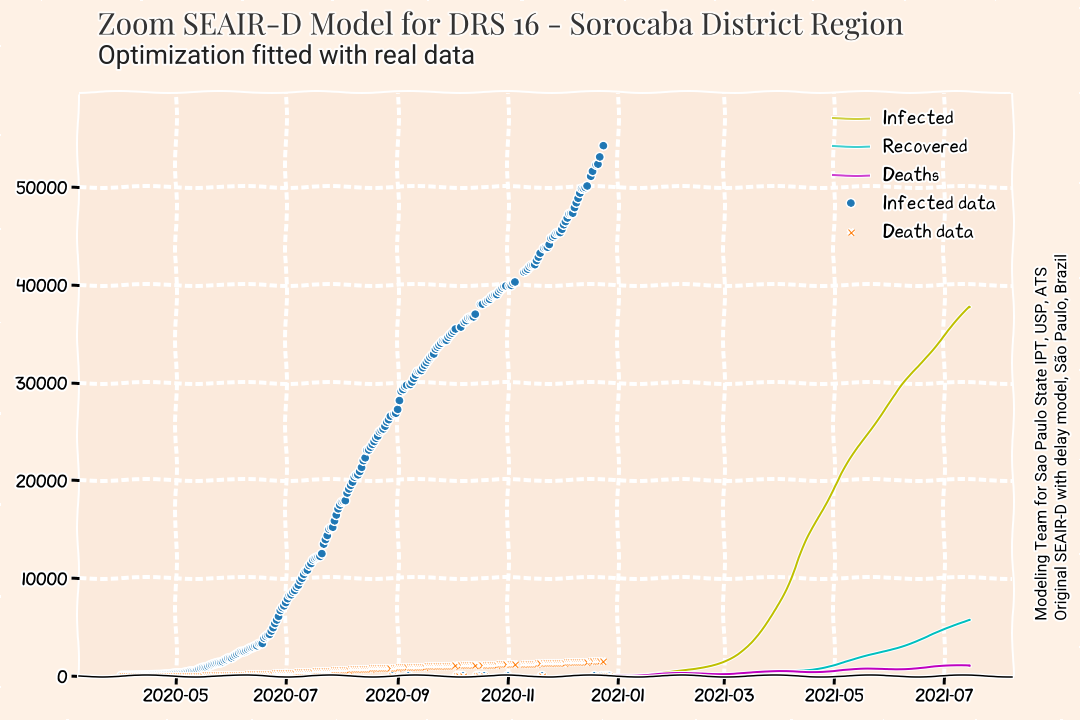 Zoom SEAIR-D Model for DRS 16 - Sorocaba District Region
Optimization fitted with real data
Infected
Recovered
Deaths
Infected data
Death data
50000
40000
30000
20000
10000
0
2020-05 2020-07 2020-09 2020-11 2021-01 2021-03 2021-05 2021-07
Modeling Team for Sao Paulo State IPT, USP, ATS
Original SEAIR-D with delay model, São Paulo, Brazil